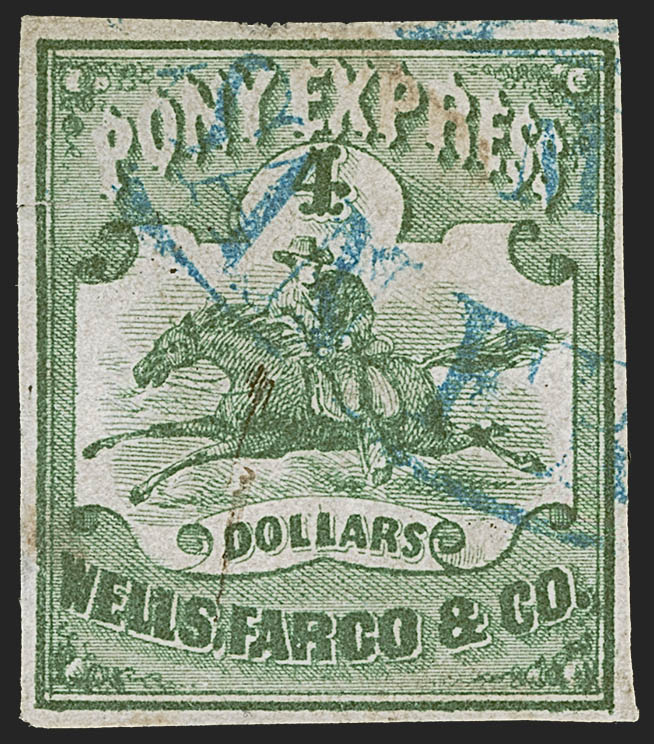 PONY EXPRESS
4
DOLLARS
WELLS, FARGO & CO.